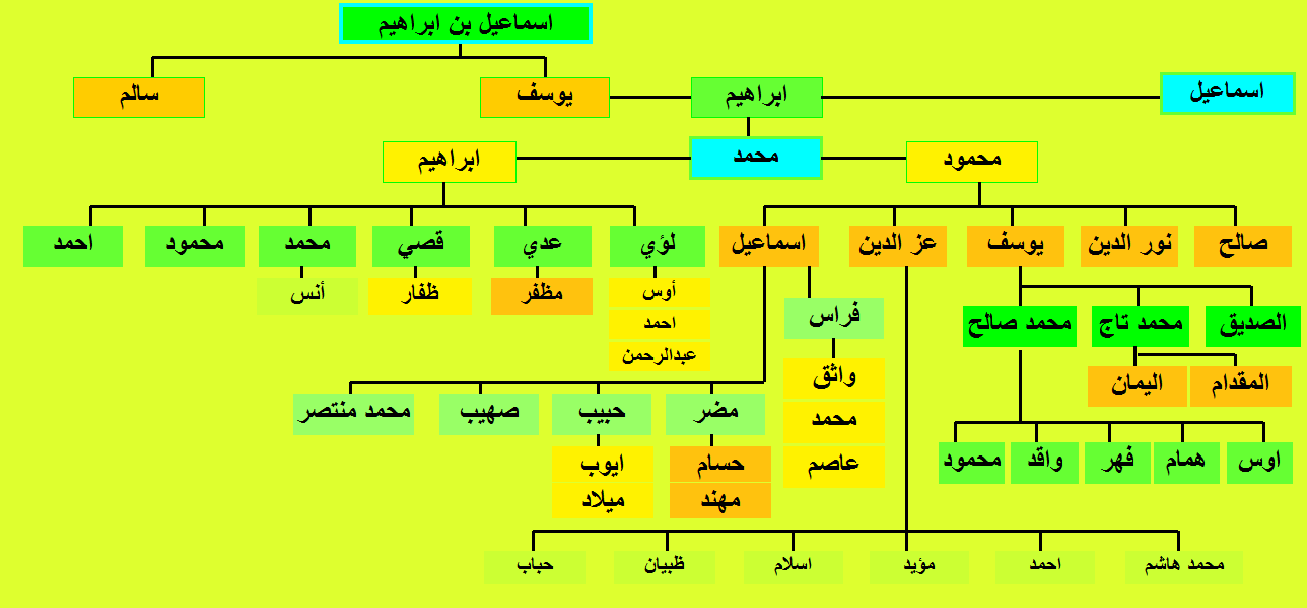 اسماعيل بن ابراهيم
اسماعيل
ابراهيم
يوسف
سالم
محمود
محمد
ابراهيم
صالح
نور الدين
يوسف
عز الدين
اسماعيل
لؤي
عدي
قصي
محمد
محمود
احمد
أوس
احمد
عبدالرحمن
مظفر
ظفار
أنس
الصديق
محمد تاج
محمد صالح
فراس
واثق
محمد
عاصم
المقدام
اليمان
مضر
حبيب
صهيب
محمد منتصر
حسام
مهند
ايوب
ميلاد
اوس
همام
فهر
واقد
محمود
محمد هاشم
احمد
مؤيد
اسلام
ظبيان
حباب